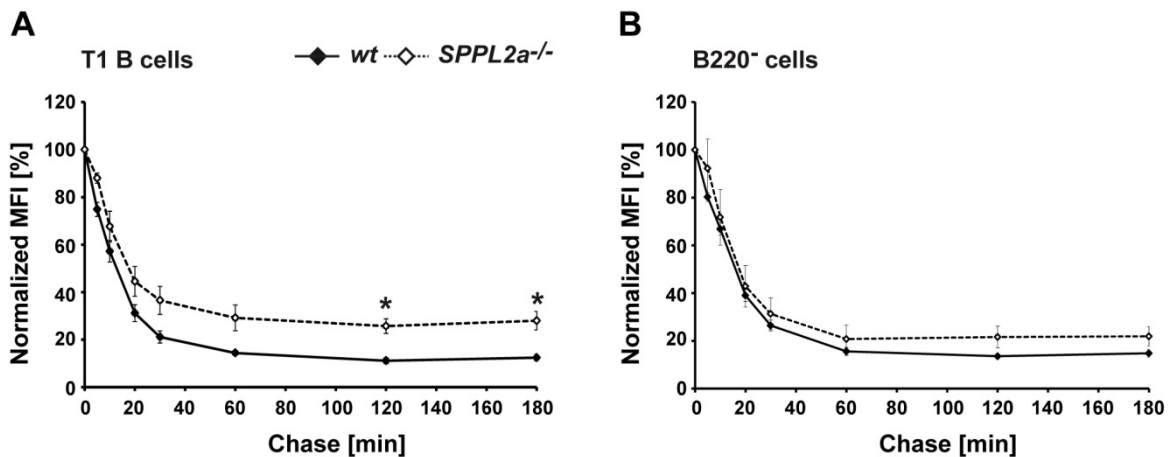 A
T1 B cells
wt
SPPL2a-/-
Normalized MFI [%]
120
100
80
60
40
20
0
*
*
0 20 40 60 80 100 120 140 160 180
Chase [min]
B
B220⁻ cells
Normalized MFI [%]
120
100
80
60
40
20
0
0 20 40 60 80 100 120 140 160 180
Chase [min]